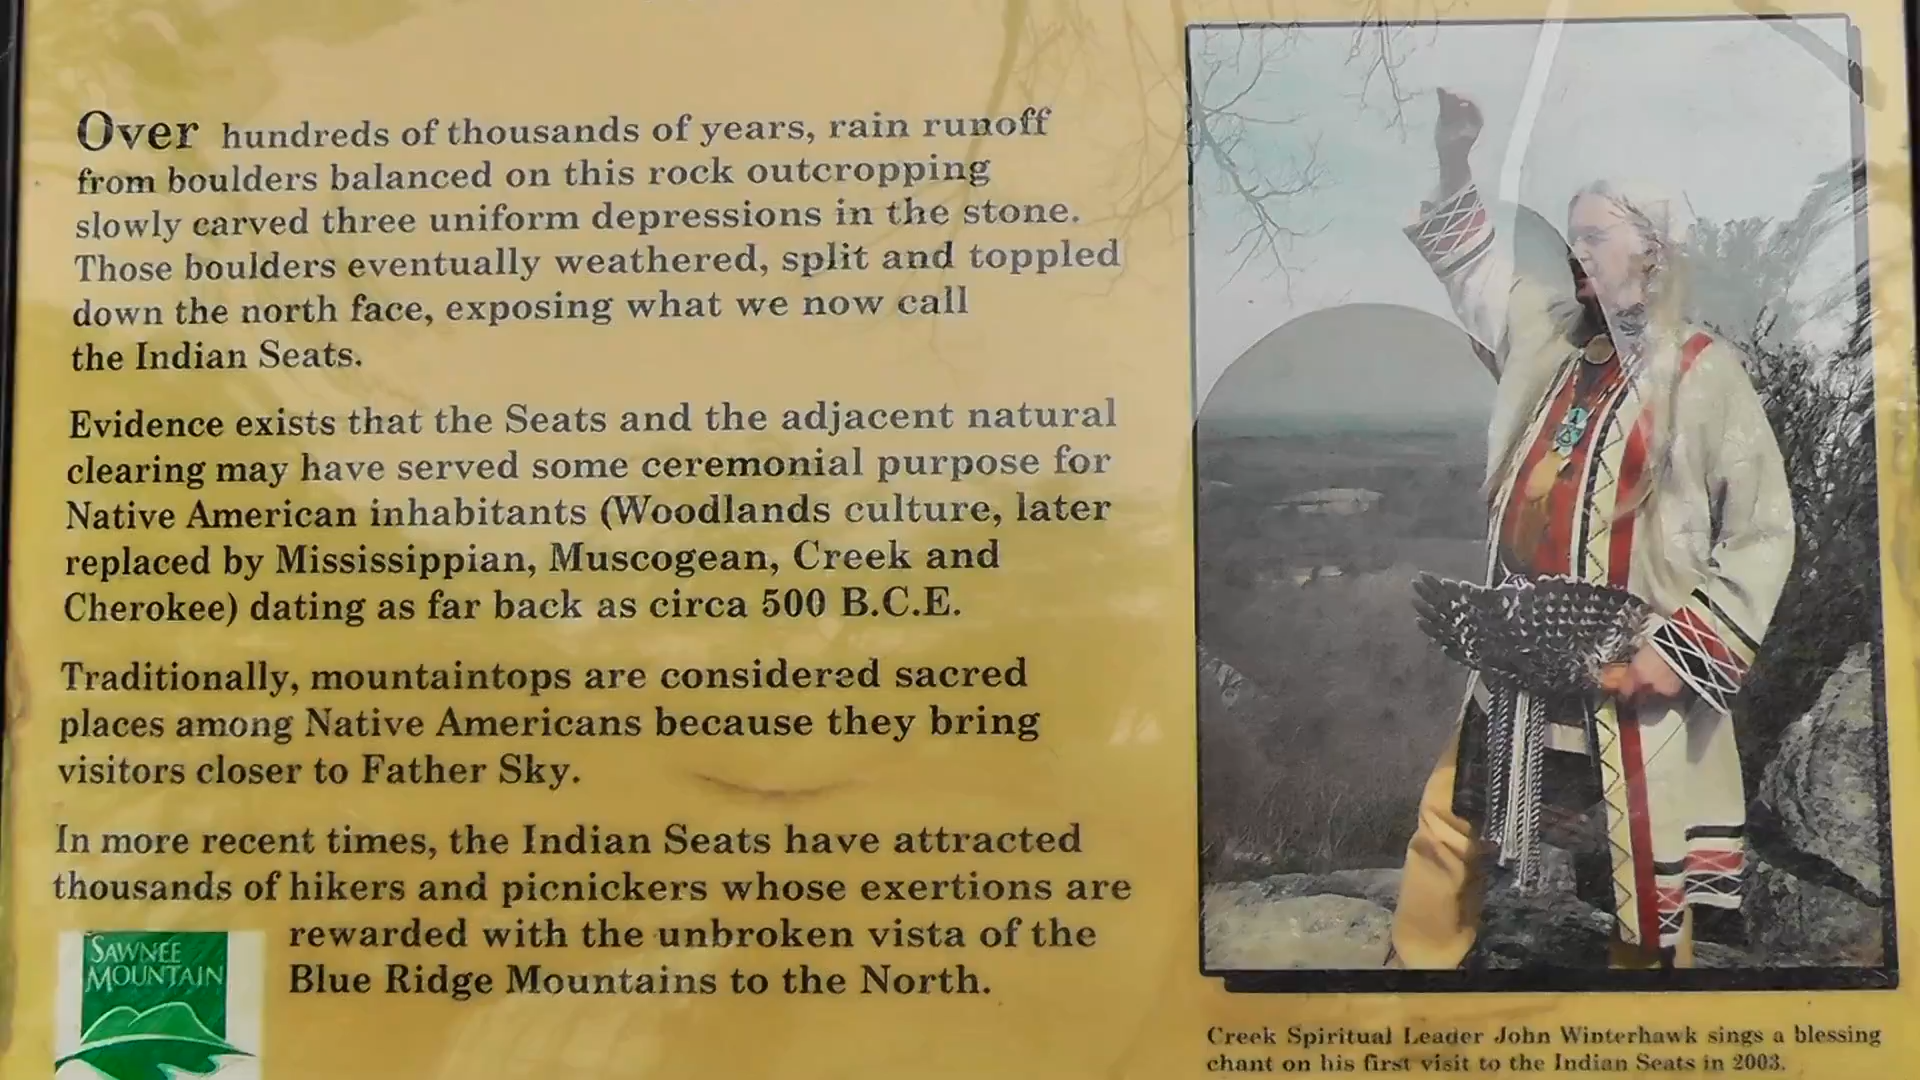 Over hundreds of thousands of years, rain runoff
from boulders balanced on this rock outcropping
slowly carved three uniform depressions in the stone.
Those boulders eventually weathered, split and toppled
down the north face, exposing what we now call
the Indian Seats.
Evidence exists that the Seats and the adjacent natural
clearing may have served some ceremonial purpose for
Native American inhabitants (Woodlands culture, later
replaced by Mississippian, Muscogean, Creek and
Cherokee) dating as far back as circa 500 B.C.E.
Traditionally, mountaintops are considered sacred
places among Native Americans because they bring
visitors closer to Father Sky.
In more recent times, the Indian Seats have attracted
thousands of hikers and picnickers whose exertions are
rewarded with the unbroken vista of the
Blue Ridge Mountains to the North.
SAWNEE
MOUNTAIN
Creek Spiritual Leader John Winterhawk sings a blessing
chant on his first visit to the Indian Seats in 2003.